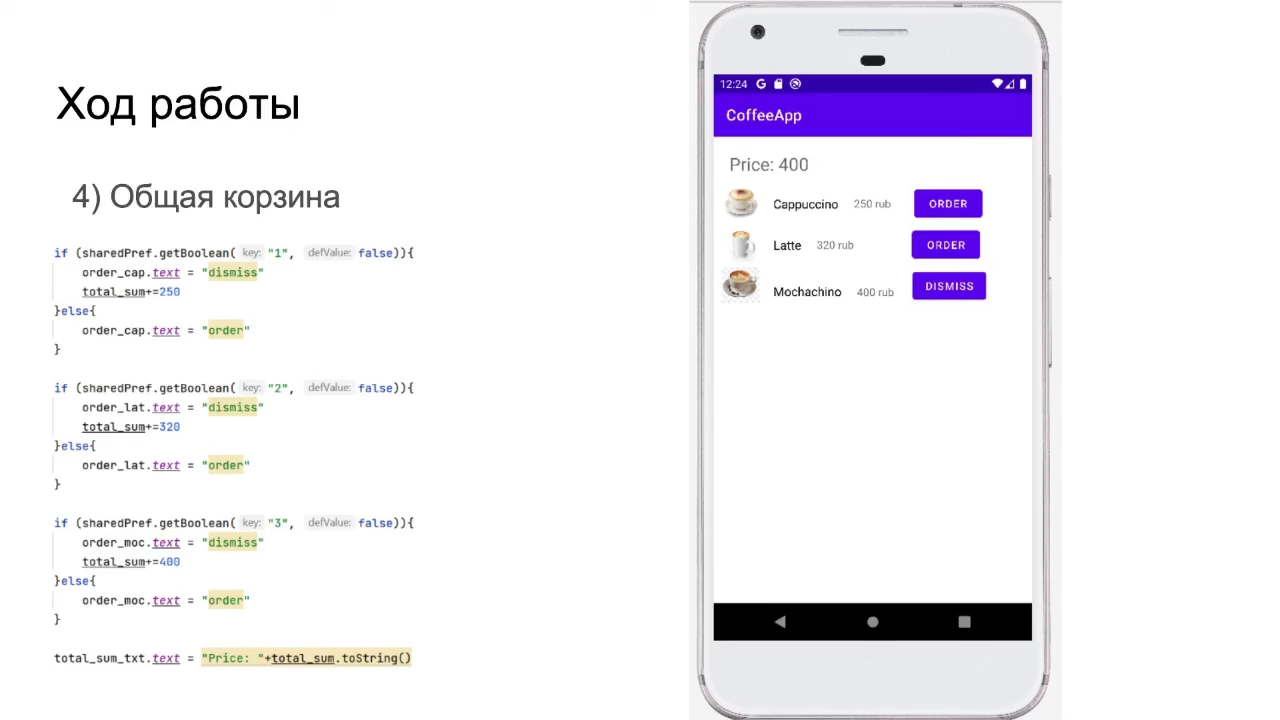 Ход работы
4) Общая корзина
if (sharedPref.getBoolean( key: "1", defValue: false)){
order_cap.text = "dismiss"
total_sum+=250
}else{
order_cap.text = "order"
}
if (sharedPref.getBoolean( key: "2", defValue: false)){
order_lat.text = "dismiss"
total_sum+=320
}else{
order_lat.text = "order"
}
if (sharedPref.getBoolean( key: "3", defValue: false)){
order_moc.text = "dismiss"
total_sum+=400
}else{
order_moc.text = "order"
}
total_sum_txt.text = "Price: "+total_sum.toString()
12:24
CoffeeApp
Price: 400
Cappuccino 250 rub ORDER
Latte 320 rub ORDER
Mochachino 400 rub DISMISS